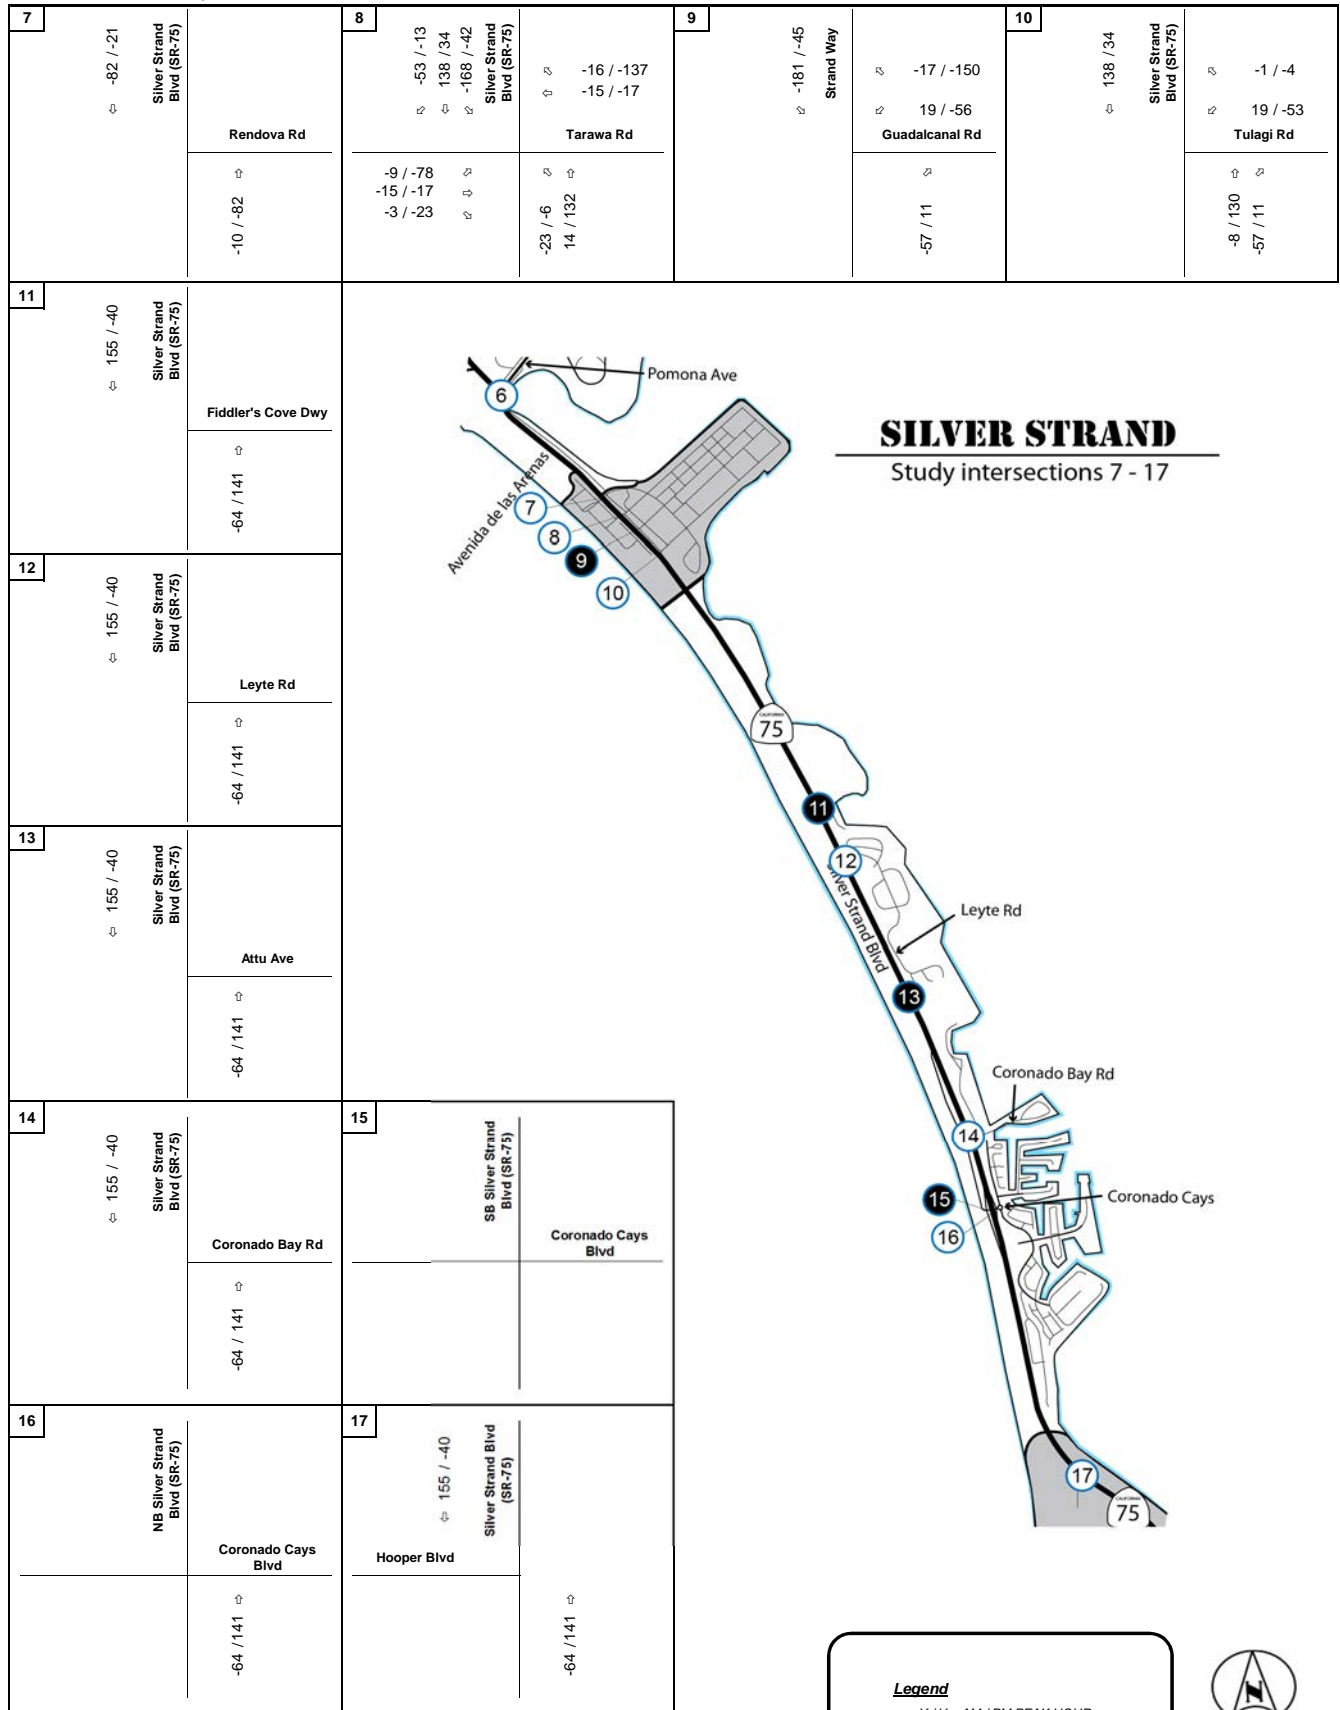 7
-82 / -21
Silver Strand
Blvd (SR-75)
Rendova Rd
-10 / -82
8
-53 / -13
138 / 34
-168 / -42
Silver Strand
Blvd (SR-75)
-16 / -137
-15 / -17
Tarawa Rd
-9 / -78
-15 / -17
-3 / -23
-23 / -6
14 / 132
9
-181 / -45
Strand Way
-17 / -150
19 / -56
Guadalcanal Rd
-57 / 11
10
138 / 34
Silver Strand
Blvd (SR-75)
-1 / -4
19 / -53
Tulagi Rd
-8 / 130
-57 / 11
11
155 / -40
Silver Strand
Blvd (SR-75)
Fiddler's Cove Dwy
-64 / 141
12
155 / -40
Silver Strand
Blvd (SR-75)
Leyte Rd
-64 / 141
13
155 / -40
Silver Strand
Blvd (SR-75)
Attu Ave
-64 / 141
14
155 / -40
Silver Strand
Blvd (SR-75)
Coronado Bay Rd
-64 / 141
15
SB Silver Strand
Blvd (SR-75)
Coronado Cays
Blvd
16
NB Silver Strand
Blvd (SR-75)
Coronado Cays
Blvd
-64 / 141
17
155 / -40
Silver Strand Blvd
(SR-75)
Hooper Blvd
-64 / 141
SILVER STRAND
Study intersections 7 - 17
Pomona Ave
6
Avenida de las Arenas
7
8
9
10
CALIFORNIA
75
11
12
Silver Strand Blvd
Leyte Rd
13
Coronado Bay Rd
14
15
Coronado Cays
16
17
CALIFORNIA
75
Legend
X / Y = AM / PM PEAK HOUR
N